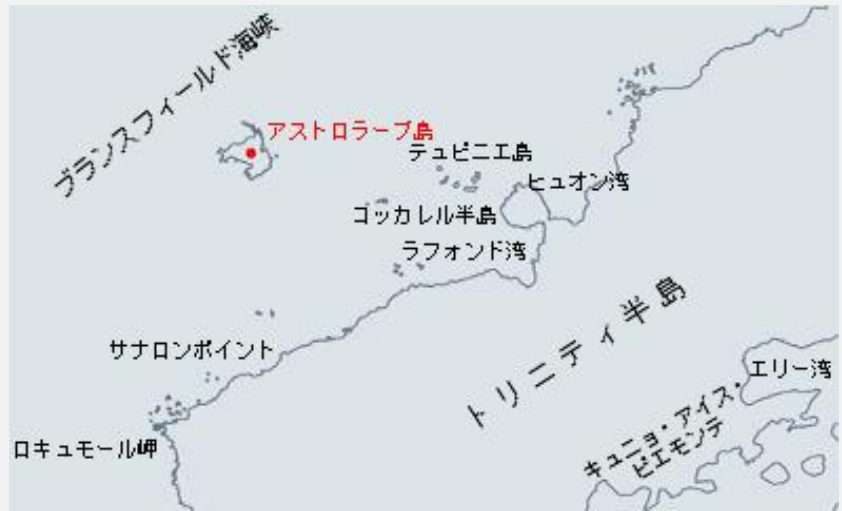 ブランスフィールド海峡
アストロラーブ島
デュピニエ島
ヒュオン湾
ゴッカレル半島
ラフォンド湾
トリニティ半島
サナロンポイント
エリー湾
キュニョ・アイス・
ピエモンテ
ロキュモール岬